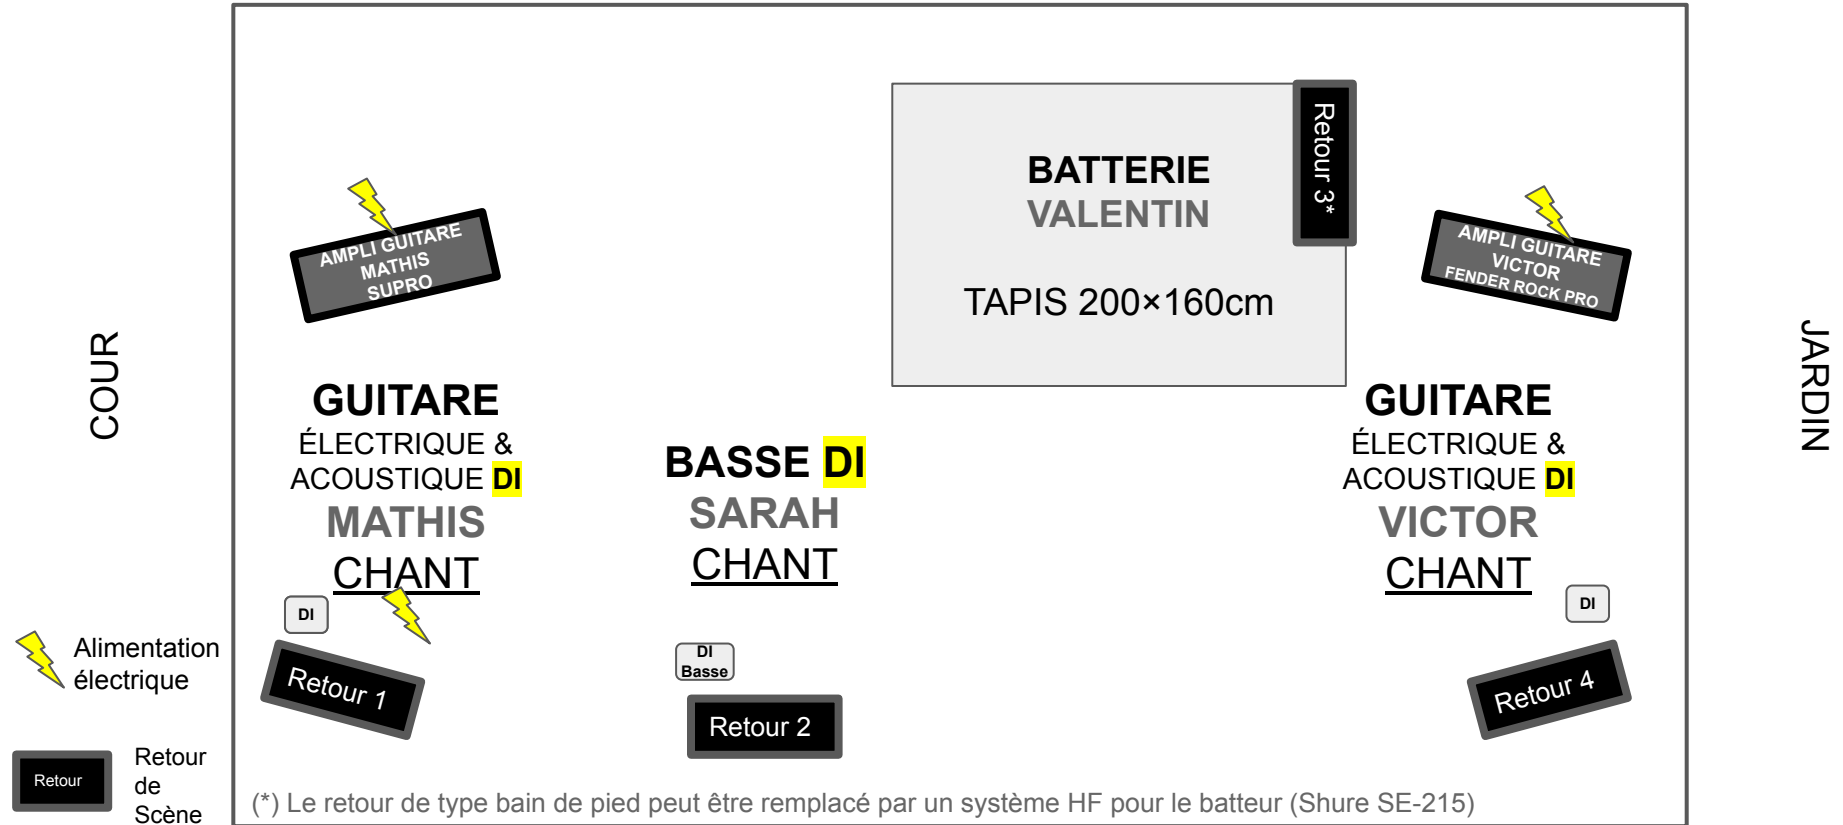 Retour 3*
BATTERIE
VALENTIN
TAPIS 200×160cm
AMPLI GUITARE
MATHIS
SUPRO
AMPLI GUITARE
VICTOR
FENDER ROCK PRO
COUR
JARDIN
GUITARE
ÉLECTRIQUE &
ACOUSTIQUE DI
MATHIS
CHANT
BASSE DI
SARAH
CHANT
GUITARE
ÉLECTRIQUE &
ACOUSTIQUE DI
VICTOR
CHANT
DI
DI
Basse
DI
Retour 1
Retour 2
Retour 4
Alimentation
électrique
Retour
Retour
de
Scène
(*) Le retour de type bain de pied peut être remplacé par un système HF pour le batteur (Shure SE-215)